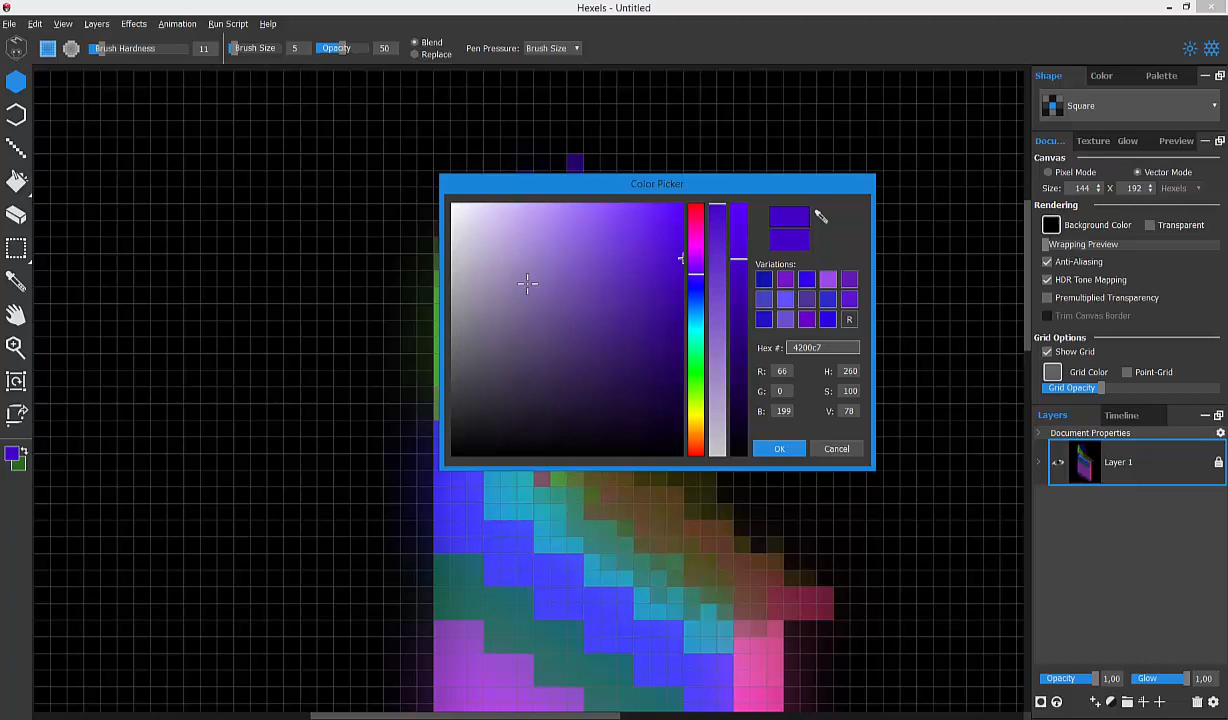 Hexels - Untitled
File Edit View Layers Effects Animation Run Script Help
Brush Hardness 11 Brush Size 5 Opacity 50 Blend Replace Pen Pressure: Brush Size
Shape Color Palette
Square
Docu... Texture Glow Preview
Canvas
Pixel Mode Vector Mode
Size: 144 X 192 Hexels
Rendering
Background Color Transparent
Wrapping Preview
Anti-Aliasing
HDR Tone Mapping
Premultiplied Transparency
Trim Canvas Border
Grid Options
Show Grid
Grid Color Point-Grid
Grid Opacity
Layers Timeline
Document Properties
Layer 1
Opacity 1,00 Glow 1,00
Color Picker
Variations:
R
Hex #: 4200c7
R: 66 H: 260
G: 0 S: 100
B: 199 V: 78
OK Cancel